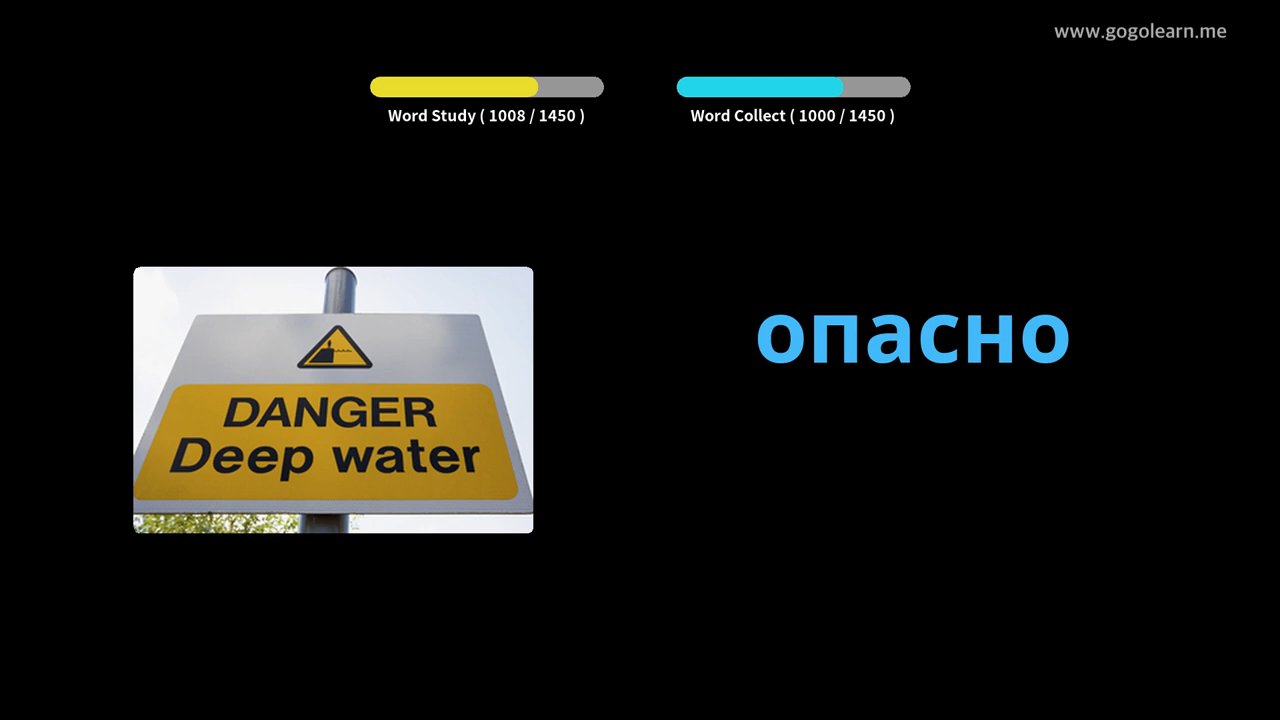 www.gogolearn.me
Word Study ( 1008 / 1450 )
Word Collect ( 1000 / 1450 )
DANGER
Deep water
опасно